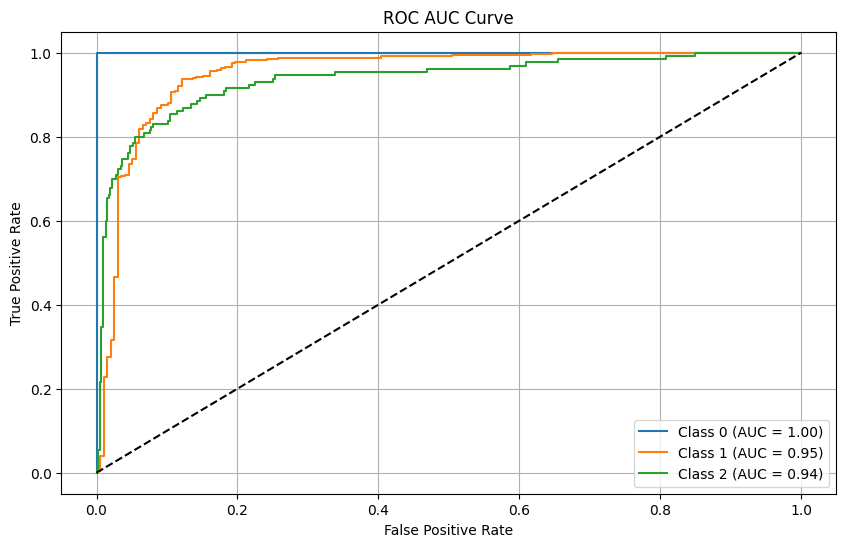 ROC AUC Curve
True Positive Rate
1.0
0.8
0.6
0.4
0.2
0.0
Class 0 (AUC = 1.00)
Class 1 (AUC = 0.95)
Class 2 (AUC = 0.94)
0.0 0.2 0.4 0.6 0.8 1.0
False Positive Rate